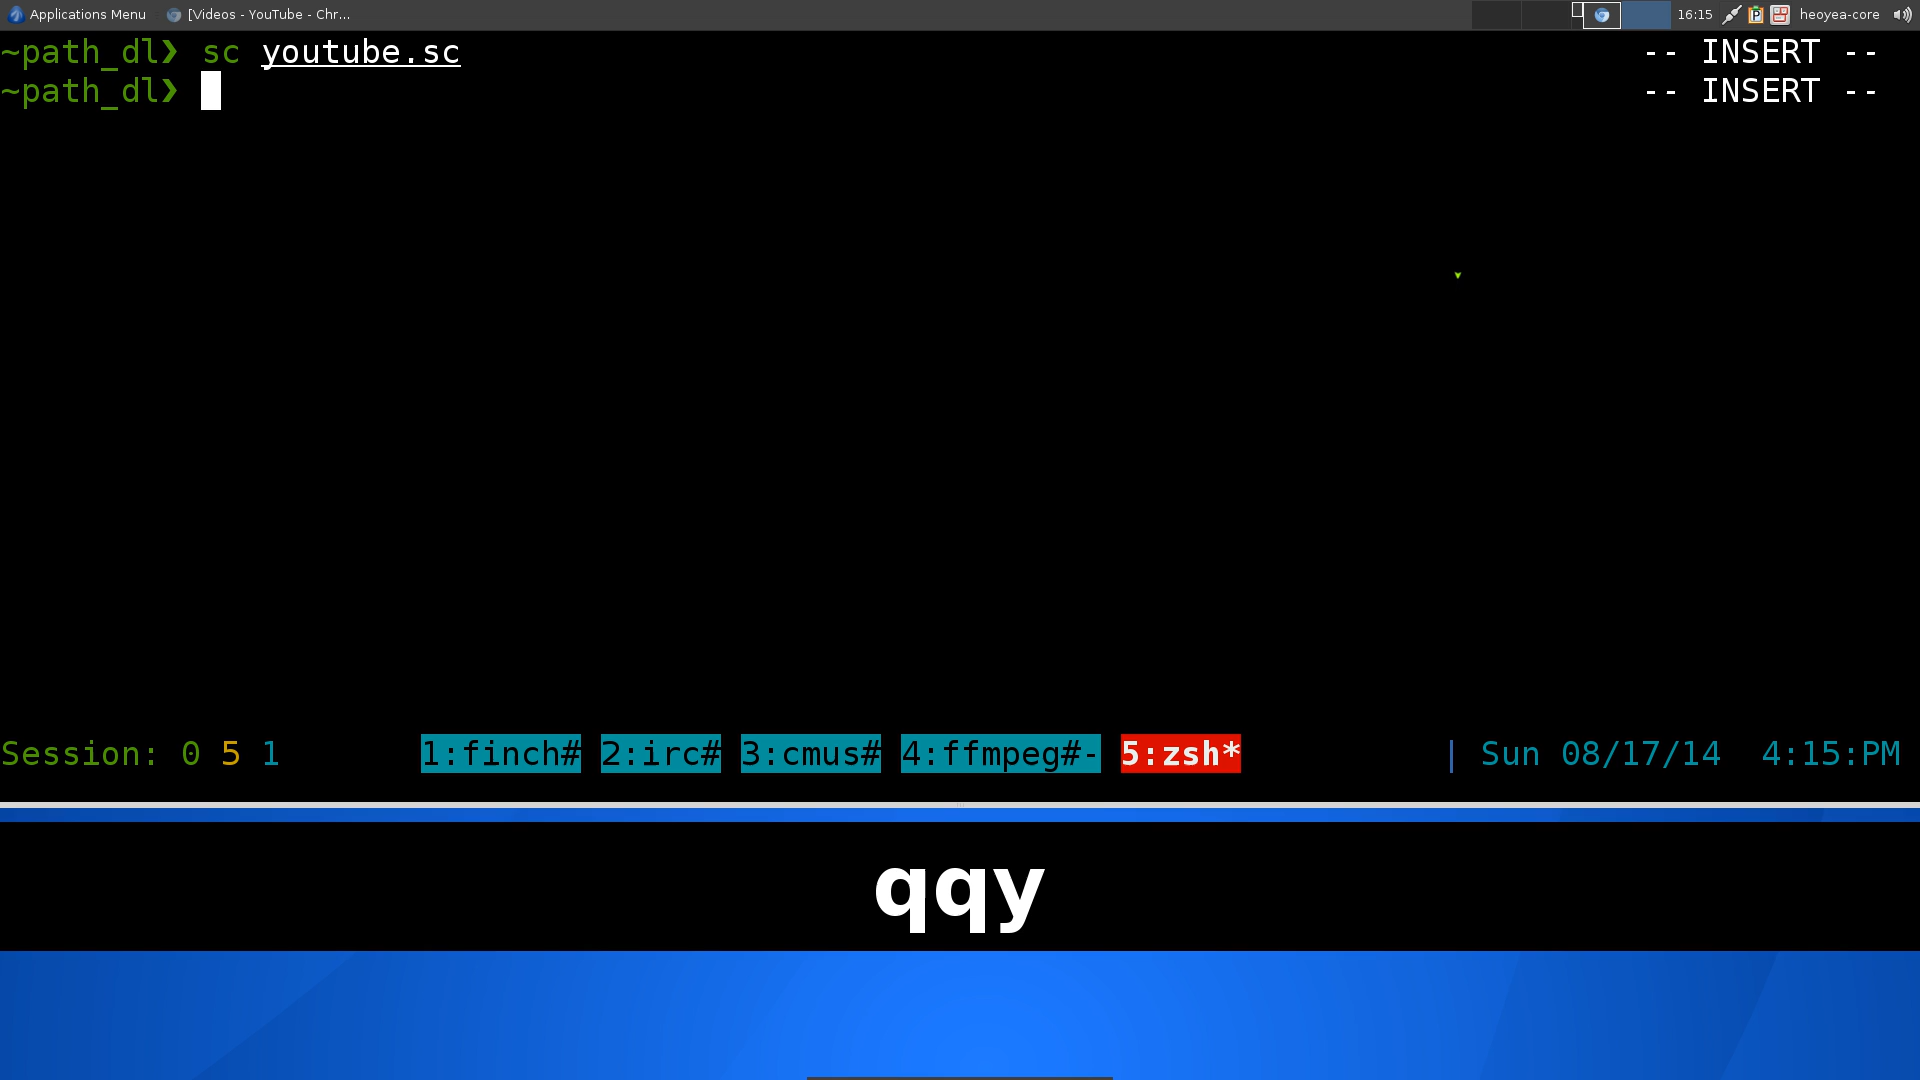 Applications Menu [Videos - YouTube - Chr... 16:15 heoyea-core
~path_dl❯ sc youtube.sc -- INSERT --
~path_dl❯ -- INSERT --
Session: 0 5 1 1:finch# 2:irc# 3:cmus# 4:ffmpeg#- 5:zsh* | Sun 08/17/14 4:15:PM
qqy